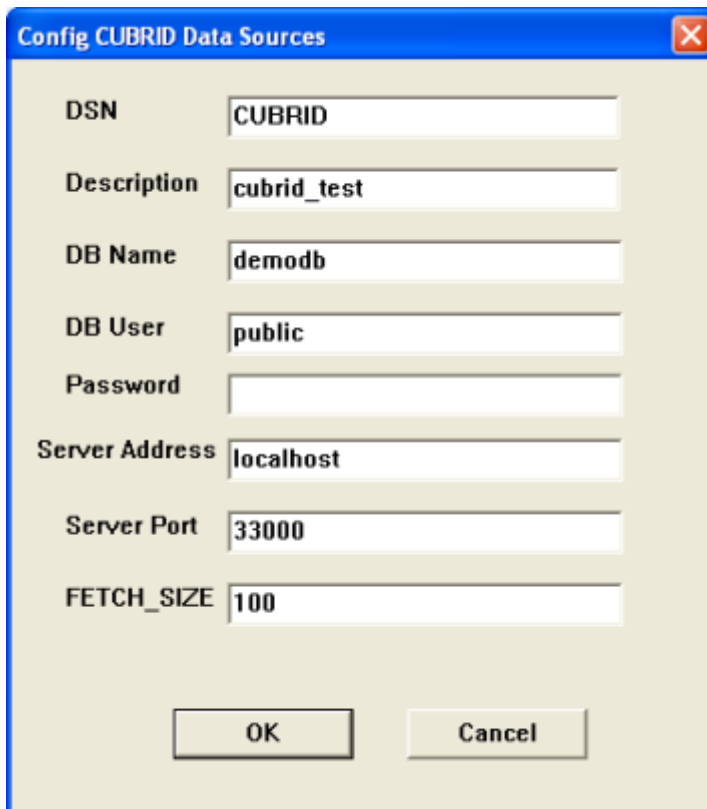 Config CUBRID Data Sources
DSN CUBRID
Description cubrid_test
DB Name demodb
DB User public
Password
Server Address localhost
Server Port 33000
FETCH_SIZE 100
OK Cancel